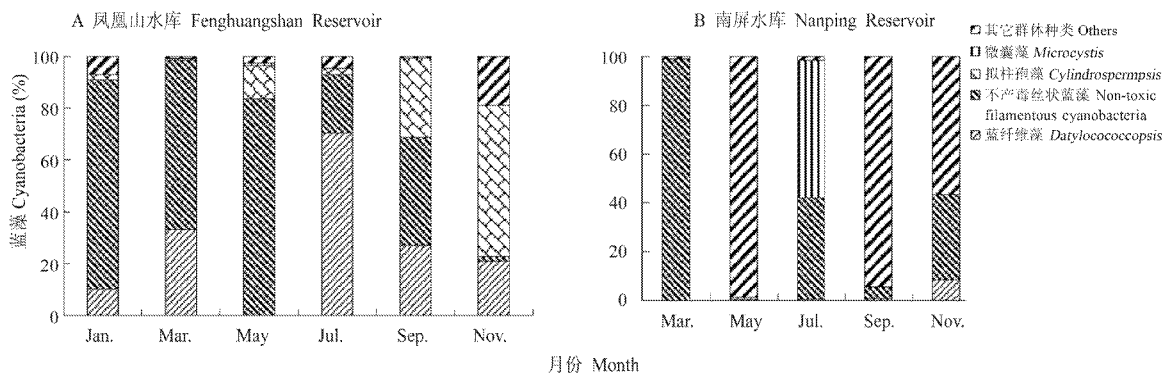 A 凤凰山水库 Fenghuangshan Reservoir
蓝藻 Cyanobacteria (%)
100
80
60
40
20
0
Jan. Mar. May Jul. Sep. Nov.
B 南屏水库 Nanping Reservoir
100
80
60
40
20
0
Mar. May Jul. Sep. Nov.
其它群体种类 Others
微囊藻 Microcystis
拟柱孢藻 Cylindrospermpsis
不产毒丝状蓝藻 Non-toxic
filamentous cyanobacteria
蓝纤维藻 Datylocococcopsis
月份 Month